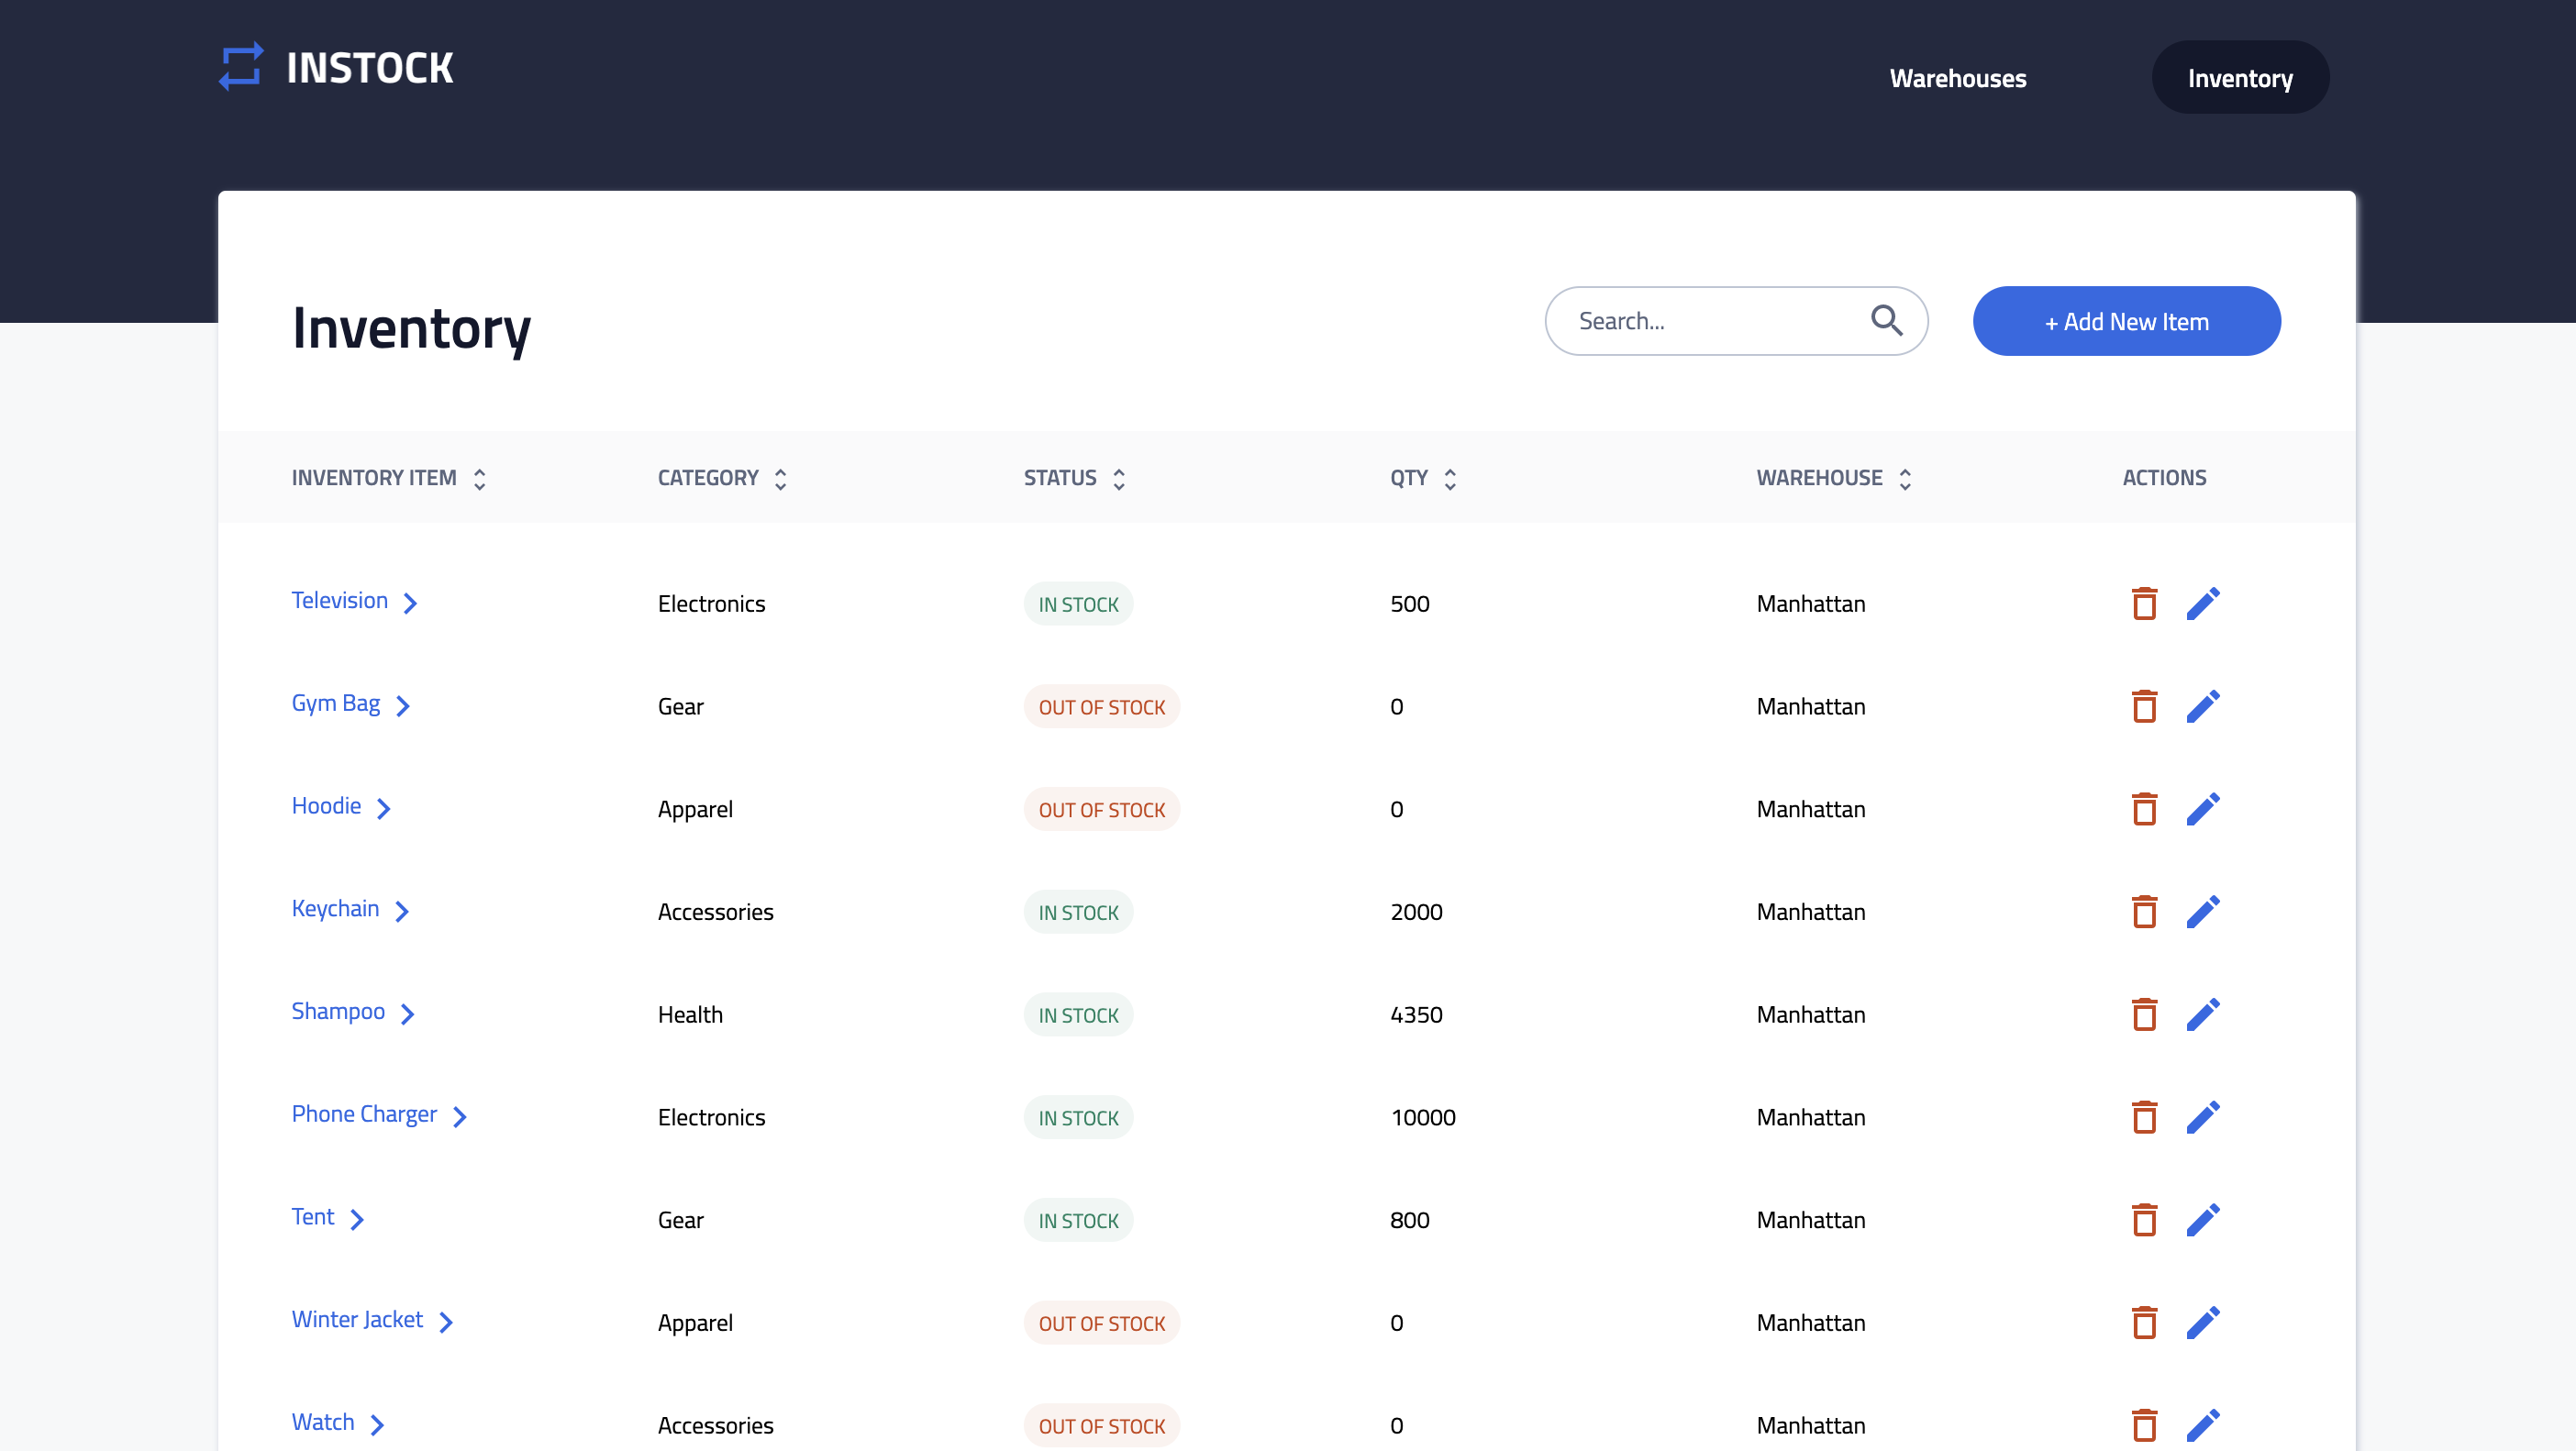 INSTOCK
Warehouses Inventory
Inventory
Search...
+ Add New Item
INVENTORY ITEM CATEGORY STATUS QTY WAREHOUSE ACTIONS
Television Electronics IN STOCK 500 Manhattan
Gym Bag Gear OUT OF STOCK 0 Manhattan
Hoodie Apparel OUT OF STOCK 0 Manhattan
Keychain Accessories IN STOCK 2000 Manhattan
Shampoo Health IN STOCK 4350 Manhattan
Phone Charger Electronics IN STOCK 10000 Manhattan
Tent Gear IN STOCK 800 Manhattan
Winter Jacket Apparel OUT OF STOCK 0 Manhattan
Watch Accessories OUT OF STOCK 0 Manhattan